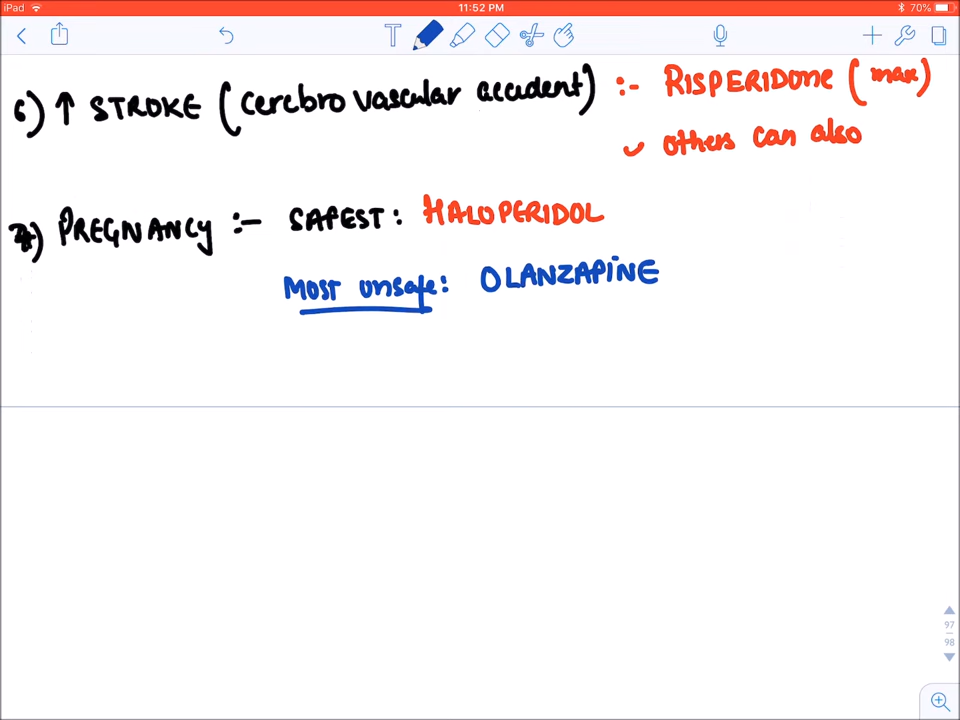 iPad 11:52 PM 70%
6) ↑ STROKE (cerebro vascular accident) :- RISPERIDONE (max)
others can also
7) PREGNANCY :- SAFEST: HALOPERIDOL
Most unsafe: OLANZAPINE
97
98